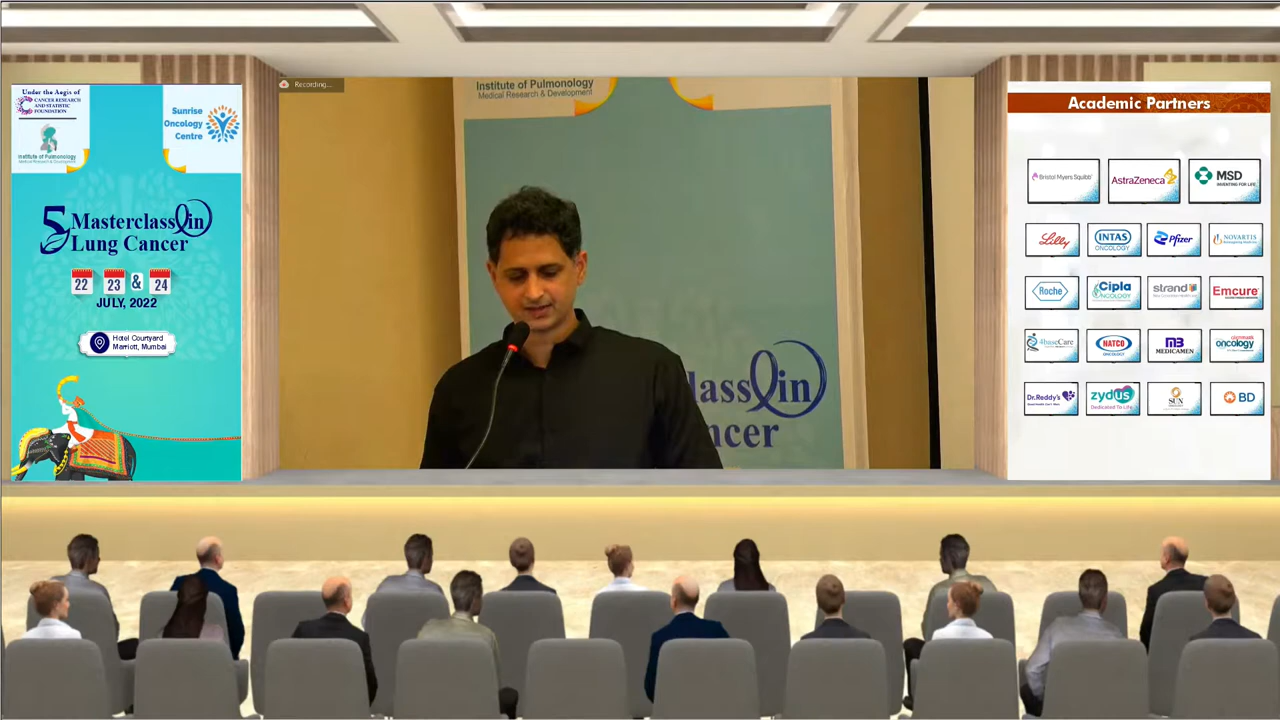 Under the Aegis of
CANCER RESEARCH
AND STATISTIC
FOUNDATION
Institute of Pulmonology
Medical Research & Development
Sunrise
Oncology
Centre
5 Masterclass in
Lung Cancer
22 23 & 24
JULY, 2022
Hotel Courtyard
Marriott, Mumbai
Recording...
Institute of Pulmonology
Medical Research & Development
lass in
ncer
Academic Partners
Bristol Myers Squibb
AstraZeneca
MSD
INVENTING FOR LIFE
Lilly
INTAS
ONCOLOGY
Pfizer
NOVARTIS
Roche
Cipla
ONCOLOGY
strand
Emcure
4baseCare
NATCO
ONCOLOGY
MEDICAMEN
oncology
Dr.Reddy's
zydus
Dedicated To Life
SUN
BD